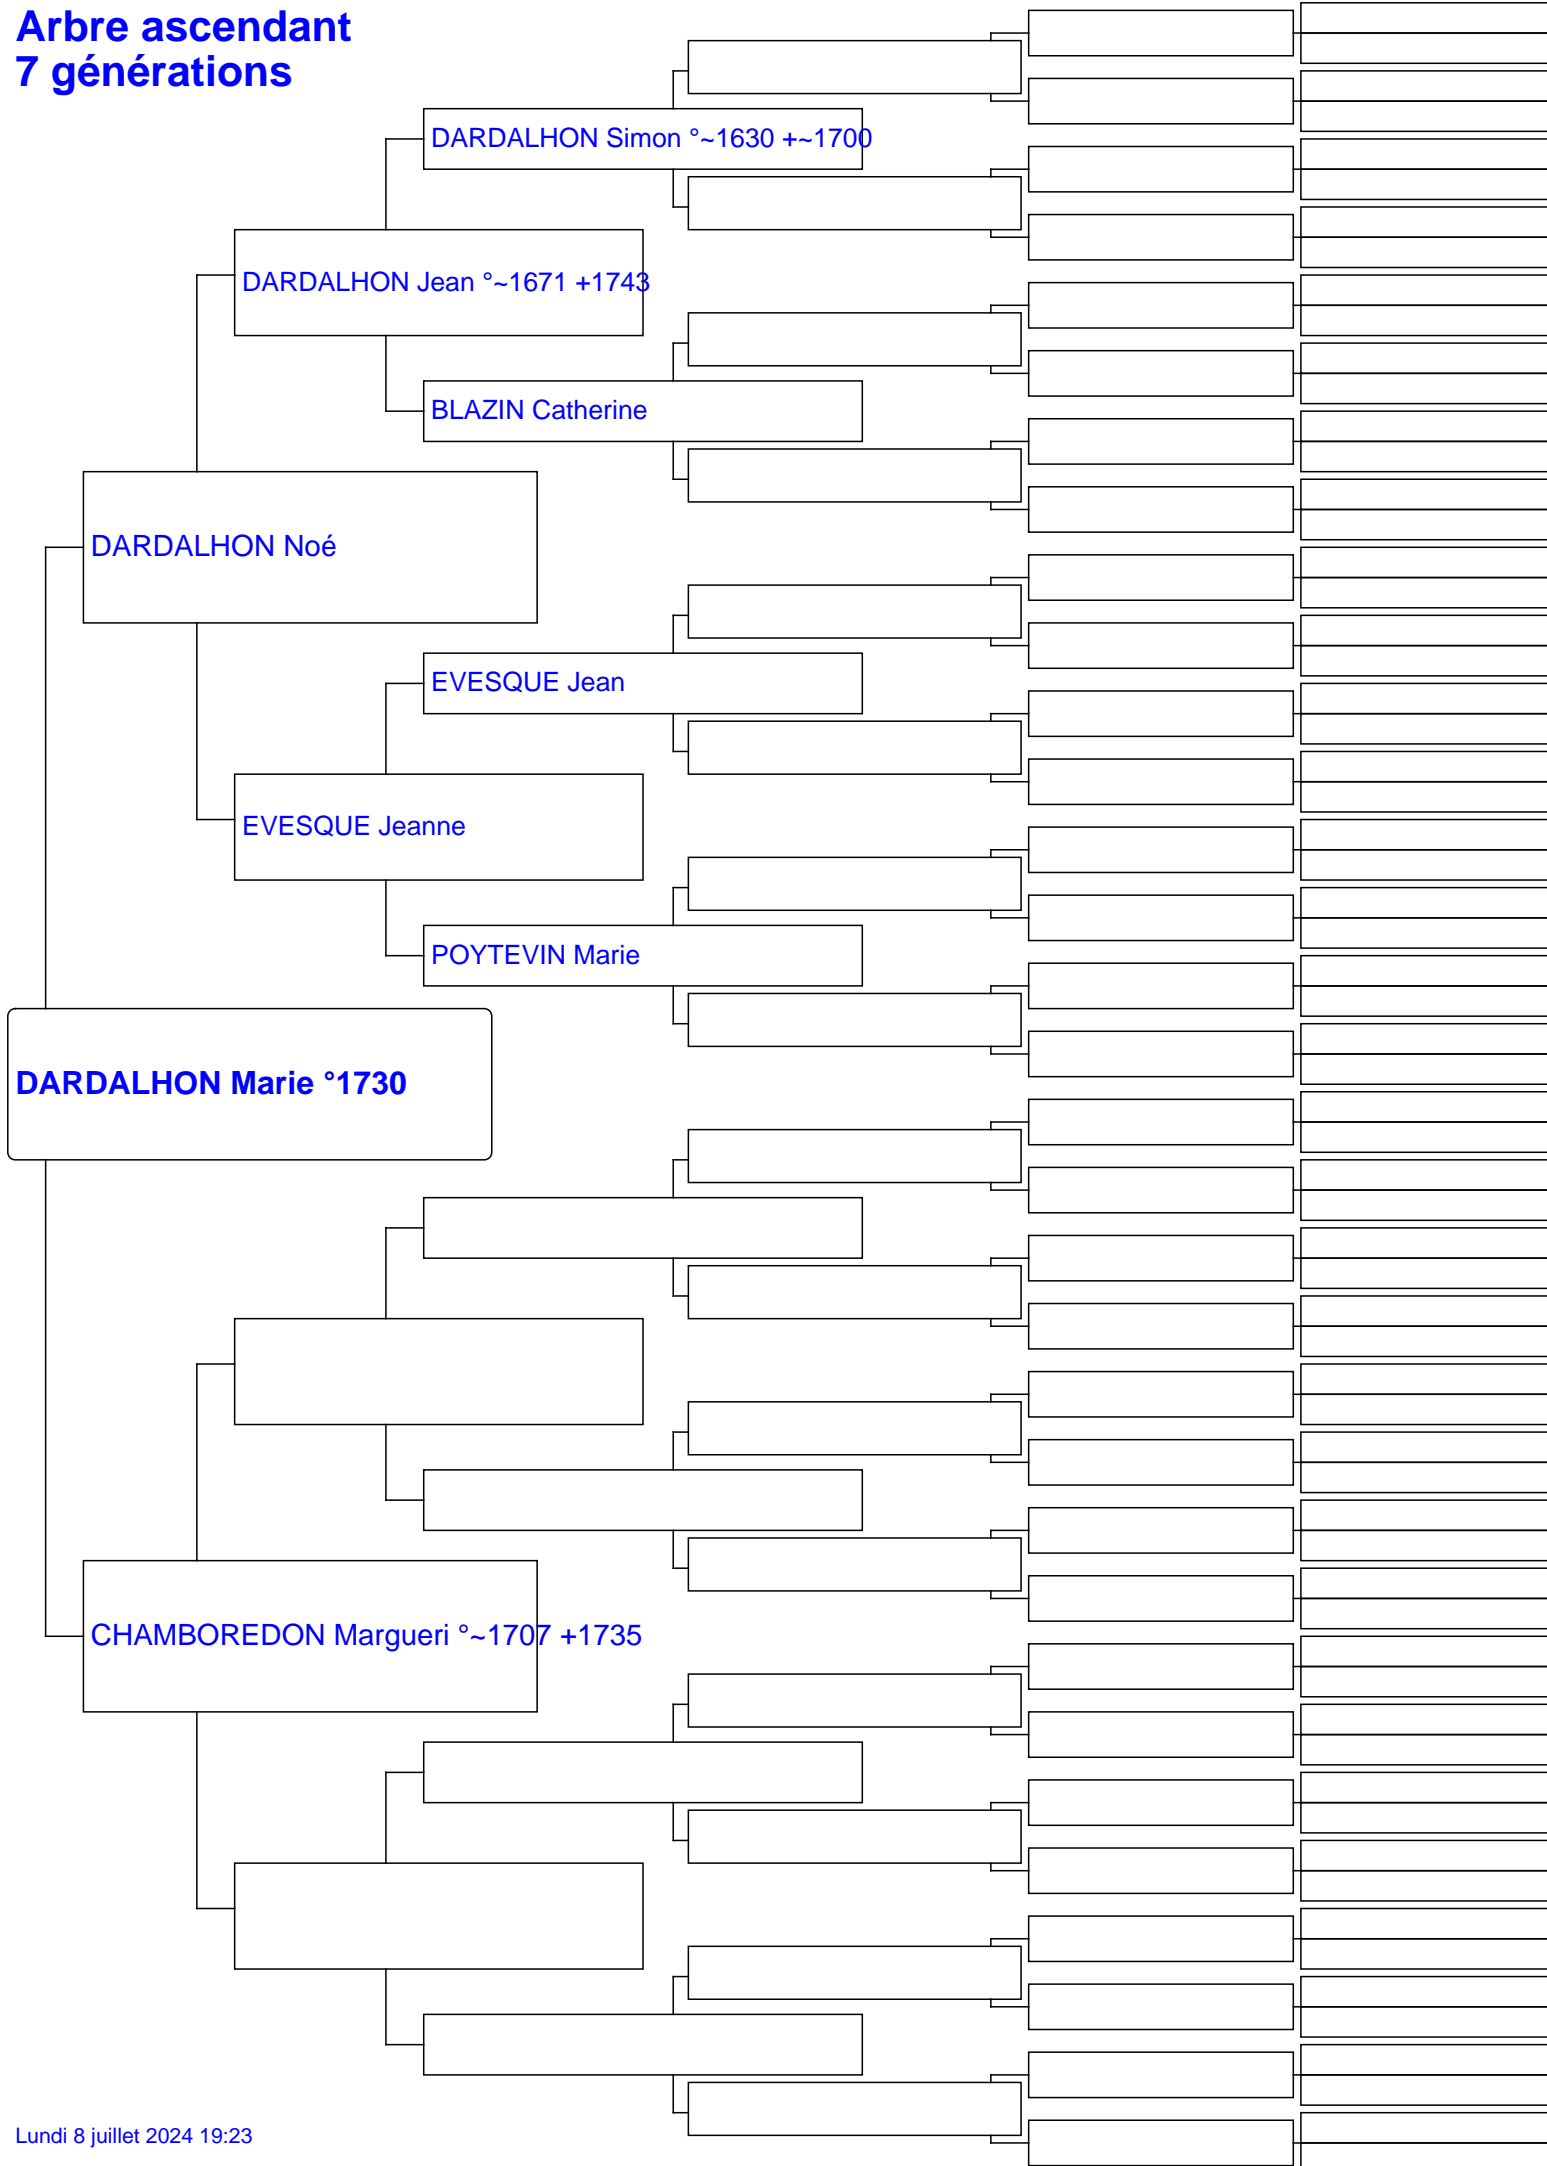 Arbre ascendant
7 générations
DARDALHON Simon °~1630 +~1700
DARDALHON Jean °~1671 +1743
BLAZIN Catherine
DARDALHON Noé
EVESQUE Jean
EVESQUE Jeanne
POYTEVIN Marie
DARDALHON Marie °1730
CHAMBOREDON Margueri °~1707 +1735
Lundi 8 juillet 2024 19:23